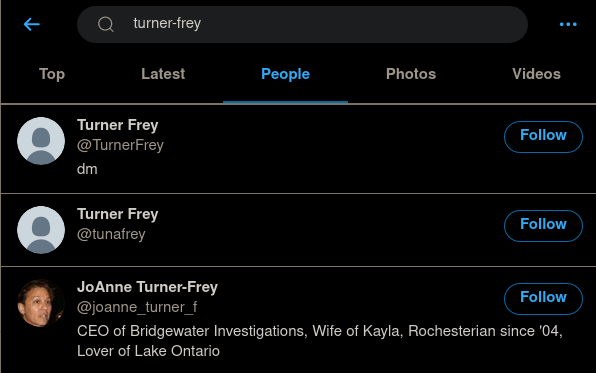 turner-frey
Top Latest People Photos Videos
Turner Frey
@TurnerFrey
Follow
dm
Turner Frey
@tunafrey
Follow
JoAnne Turner-Frey
@joanne_turner_f
Follow
CEO of Bridgewater Investigations, Wife of Kayla, Rochesterian since '04,
Lover of Lake Ontario